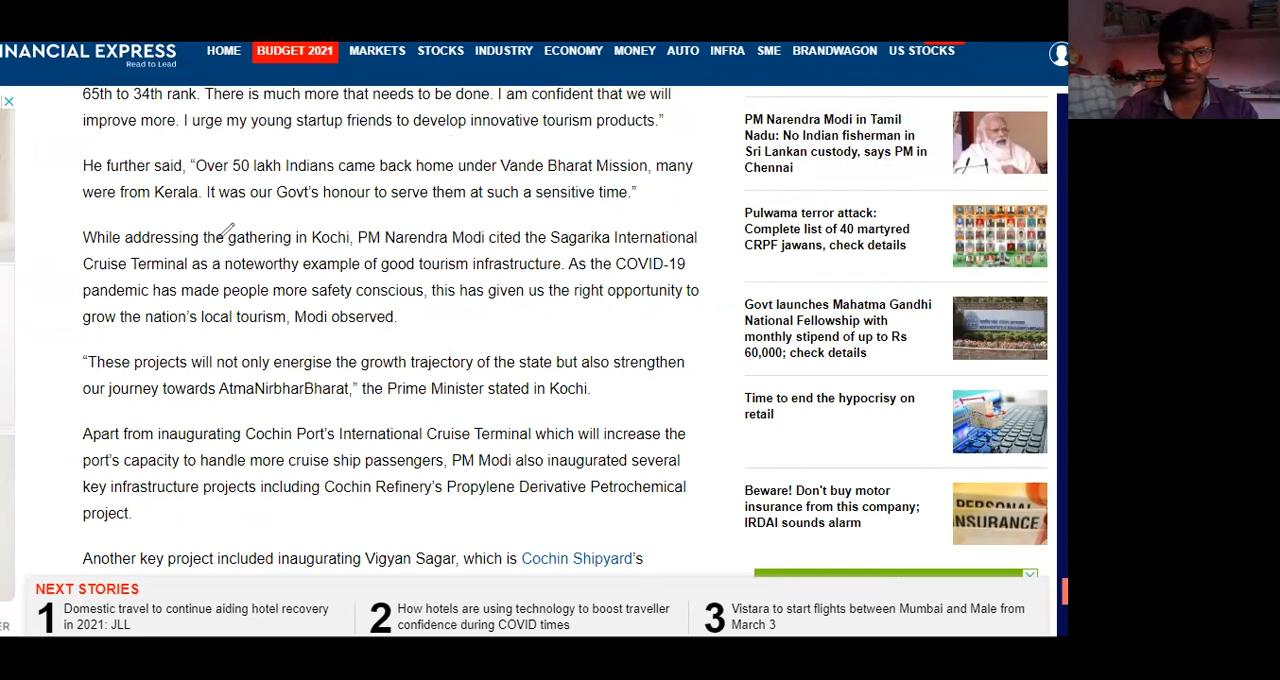 INANCIAL EXPRESS
Read to Lead
HOME BUDGET 2021 MARKETS STOCKS INDUSTRY ECONOMY MONEY AUTO INFRA SME BRANDWAGON US STOCKS
65th to 34th rank. There is much more that needs to be done. I am confident that we will
improve more. I urge my young startup friends to develop innovative tourism products.”
He further said, “Over 50 lakh Indians came back home under Vande Bharat Mission, many
were from Kerala. It was our Govt’s honour to serve them at such a sensitive time.”
While addressing the gathering in Kochi, PM Narendra Modi cited the Sagarika International
Cruise Terminal as a noteworthy example of good tourism infrastructure. As the COVID-19
pandemic has made people more safety conscious, this has given us the right opportunity to
grow the nation’s local tourism, Modi observed.
“These projects will not only energise the growth trajectory of the state but also strengthen
our journey towards AtmaNirbharBharat,” the Prime Minister stated in Kochi.
Apart from inaugurating Cochin Port’s International Cruise Terminal which will increase the
port’s capacity to handle more cruise ship passengers, PM Modi also inaugurated several
key infrastructure projects including Cochin Refinery’s Propylene Derivative Petrochemical
project.
Another key project included inaugurating Vigyan Sagar, which is Cochin Shipyard’s
PM Narendra Modi in Tamil
Nadu: No Indian fisherman in
Sri Lankan custody, says PM in
Chennai
Pulwama terror attack:
Complete list of 40 martyred
CRPF jawans, check details
Govt launches Mahatma Gandhi
National Fellowship with
monthly stipend of up to Rs
60,000; check details
Time to end the hypocrisy on
retail
Beware! Don't buy motor
insurance from this company;
IRDAI sounds alarm
PERSONAL
INSURANCE
NEXT STORIES
1 Domestic travel to continue aiding hotel recovery
in 2021: JLL
2 How hotels are using technology to boost traveller
confidence during COVID times
3 Vistara to start flights between Mumbai and Male from
March 3
ER